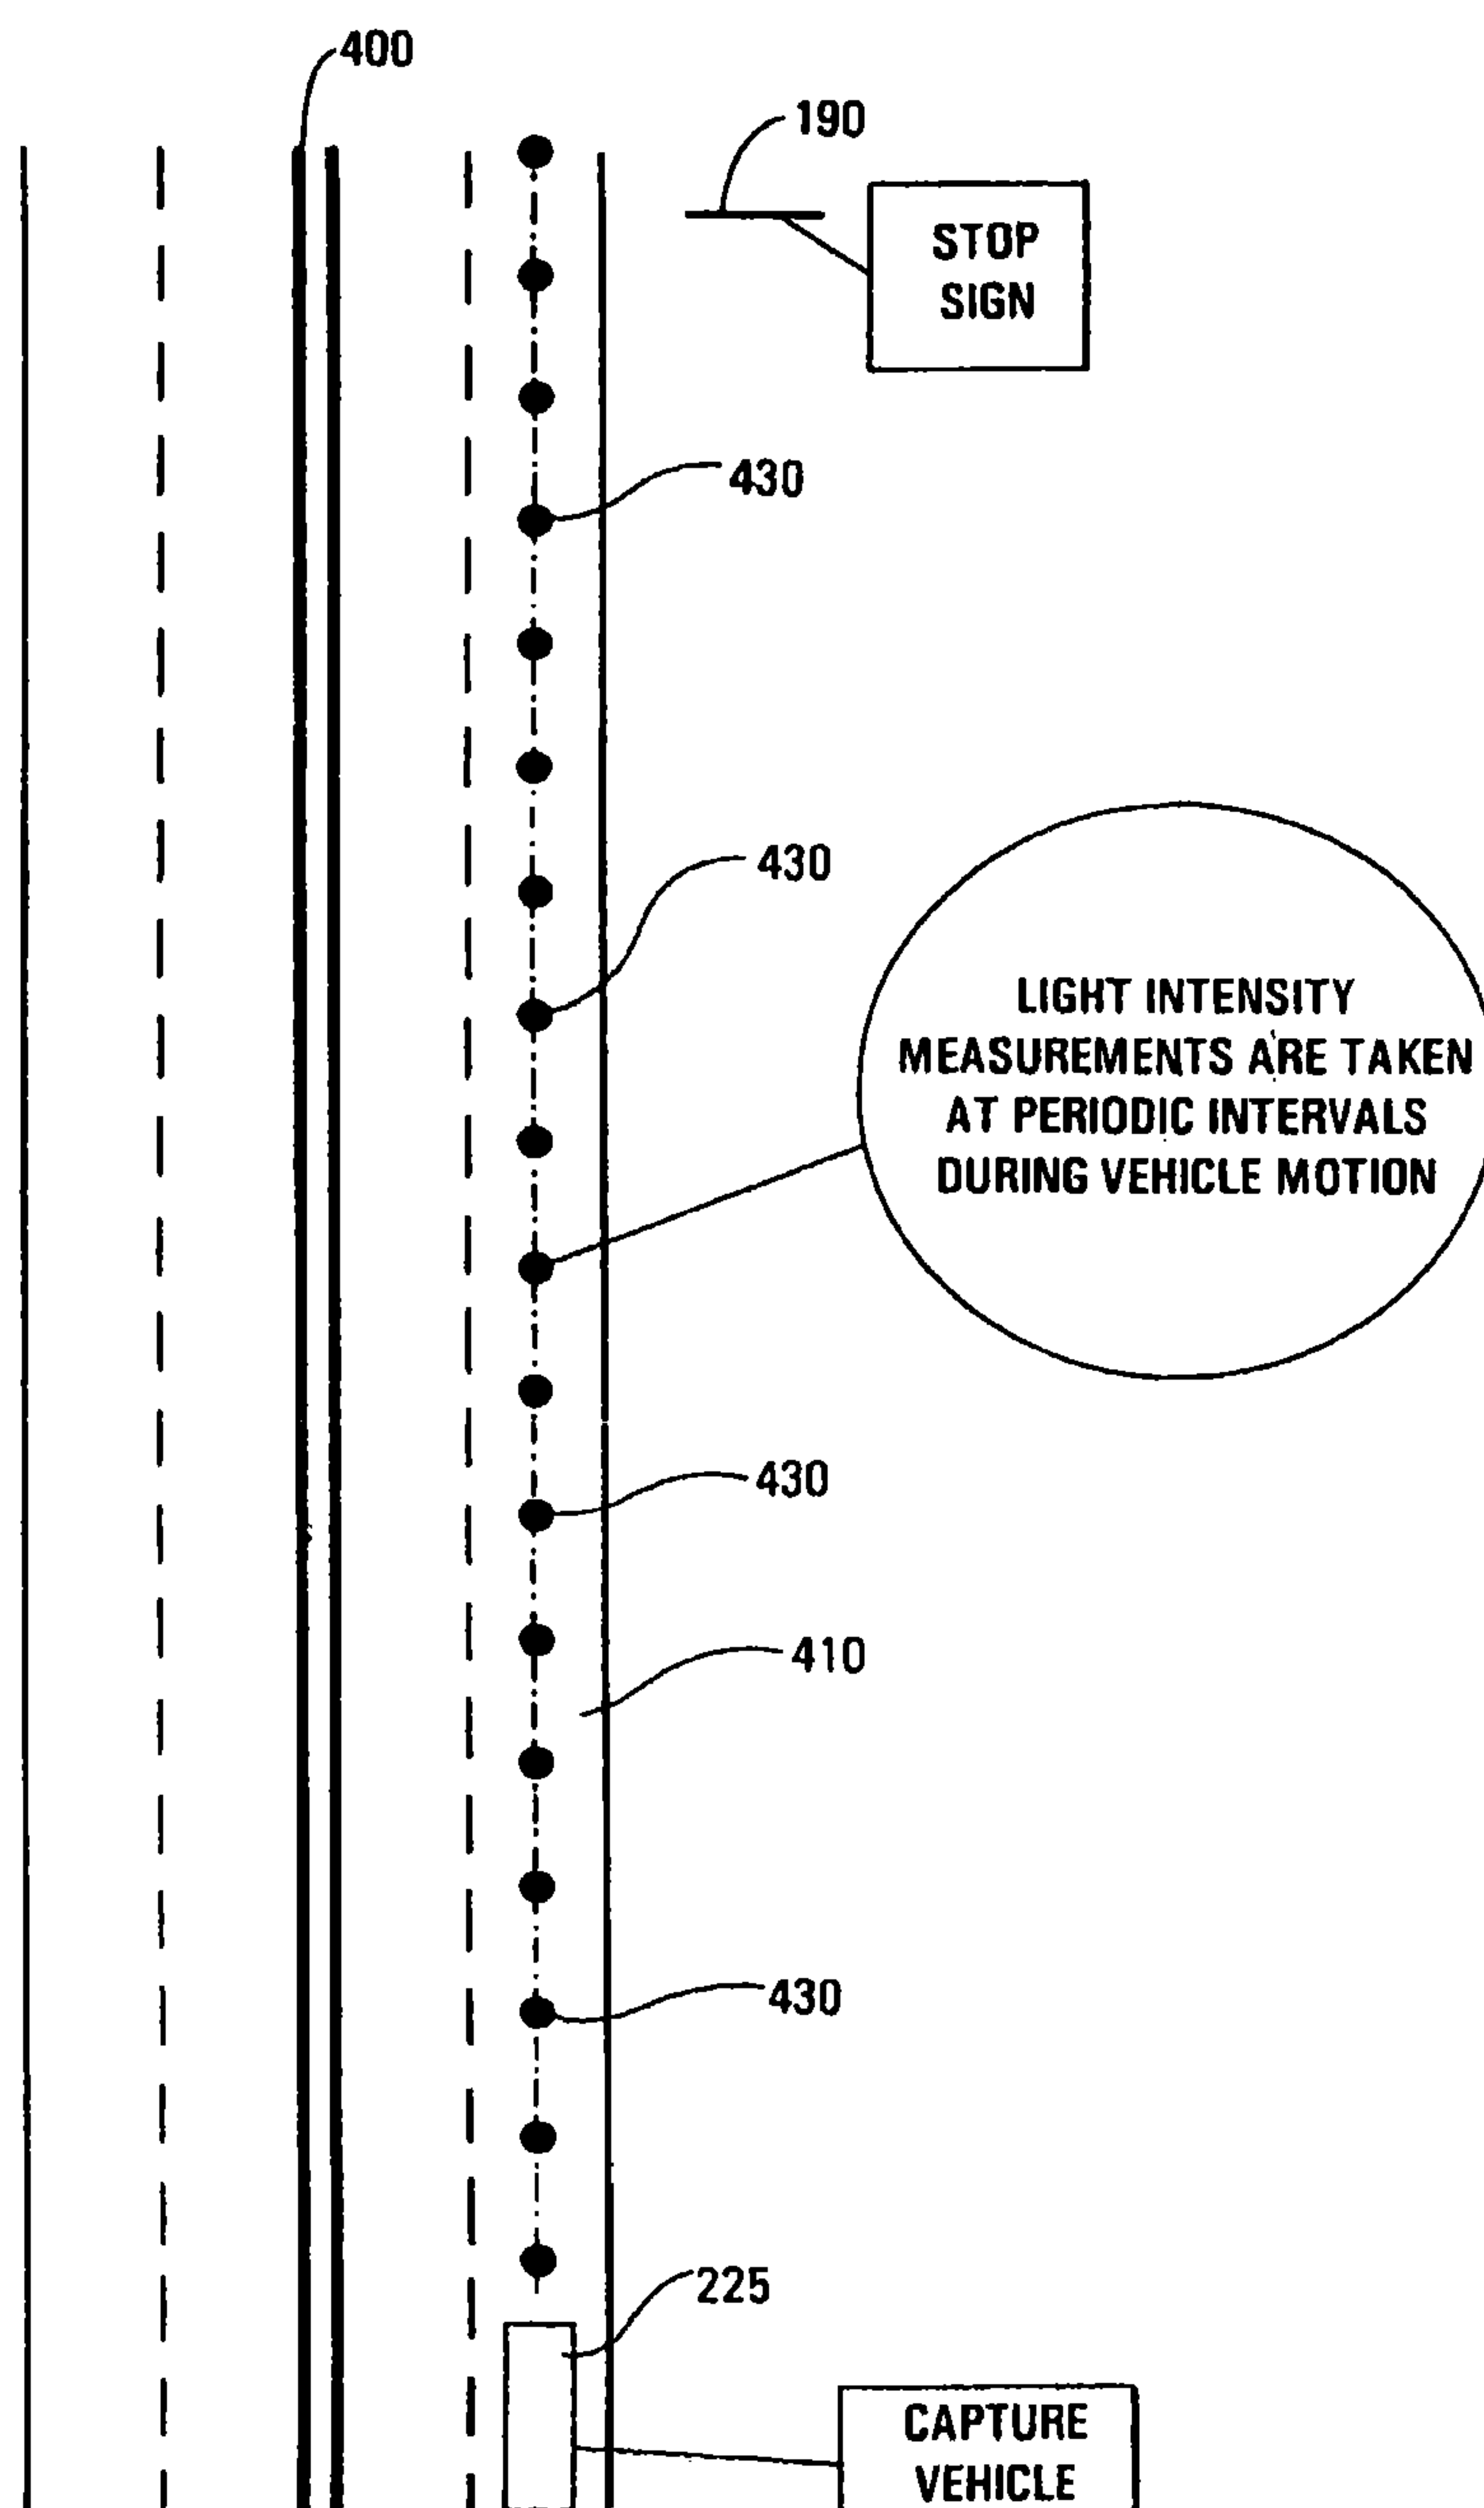 400
190
STOP
SIGN
430
430
LIGHT INTENSITY
MEASUREMENTS ARE TAKEN
AT PERIODIC INTERVALS
DURING VEHICLE MOTION
430
410
430
225
CAPTURE
VEHICLE